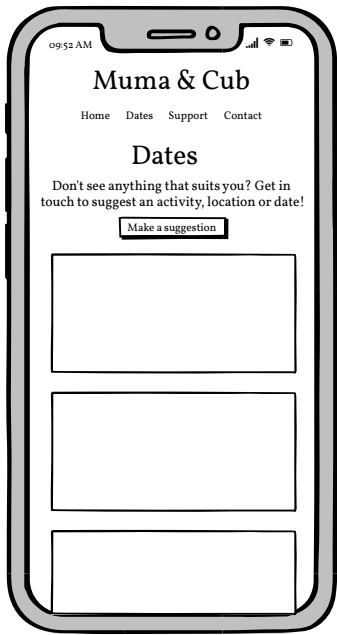 09:52 AM
Muma & Cub
Home Dates Support Contact
Dates
Don't see anything that suits you? Get in
touch to suggest an activity, location or date!
Make a suggestion